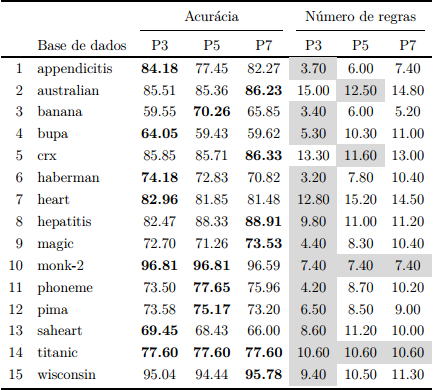 Acurácia Número de regras
Base de dados P3 P5 P7 P3 P5 P7
1 appendicitis 84.18 77.45 82.27 3.70 6.00 7.40
2 australian 85.51 85.36 86.23 15.00 12.50 14.80
3 banana 59.55 70.26 65.85 3.40 6.00 5.20
4 bupa 64.05 59.43 59.62 5.30 10.30 11.00
5 crx 85.85 85.71 86.33 13.30 11.60 13.00
6 haberman 74.18 72.83 70.82 3.20 7.80 10.40
7 heart 82.96 81.85 81.48 12.80 15.20 14.50
8 hepatitis 82.47 88.33 88.91 9.80 11.00 11.20
9 magic 72.70 71.26 73.53 4.40 8.30 10.40
10 monk-2 96.81 96.81 96.59 7.40 7.40 7.40
11 phoneme 73.50 77.65 75.96 4.20 8.70 10.20
12 pima 73.58 75.17 73.20 6.50 8.50 9.00
13 saheart 69.45 68.43 66.00 8.60 11.20 10.00
14 titanic 77.60 77.60 77.60 10.60 10.60 10.60
15 wisconsin 95.04 94.44 95.78 9.40 10.50 11.30